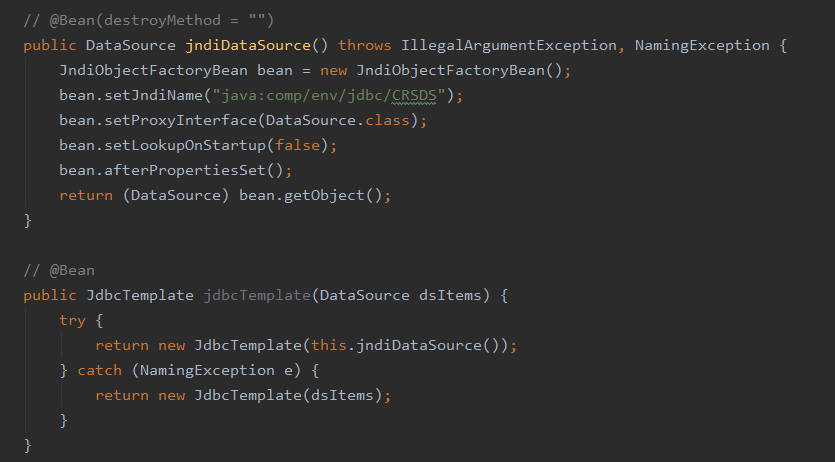 // @Bean(destroyMethod = "")
public DataSource jndiDataSource() throws IllegalArgumentException, NamingException {
JndiObjectFactoryBean bean = new JndiObjectFactoryBean();
bean.setJndiName("java:comp/env/jdbc/CRSDS");
bean.setProxyInterface(DataSource.class);
bean.setLookupOnStartup(false);
bean.afterPropertiesSet();
return (DataSource) bean.getObject();
}
// @Bean
public JdbcTemplate jdbcTemplate(DataSource dsItems) {
try {
return new JdbcTemplate(this.jndiDataSource());
} catch (NamingException e) {
return new JdbcTemplate(dsItems);
}
}